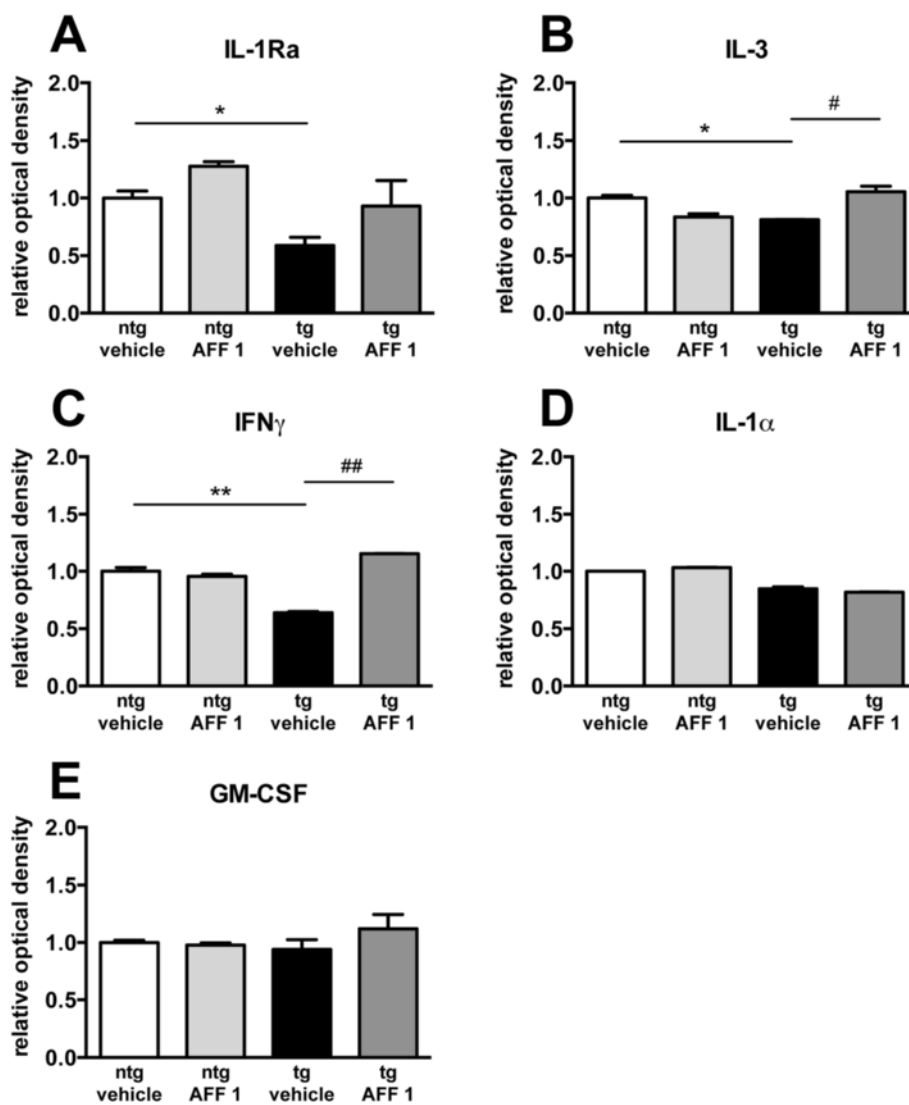 A
IL-1Ra
relative optical density
2.0
1.5
1.0
0.5
0.0
*
ntg vehicle
ntg AFF 1
tg vehicle
tg AFF 1
B
IL-3
relative optical density
2.0
1.5
1.0
0.5
0.0
*
#
ntg vehicle
ntg AFF 1
tg vehicle
tg AFF 1
C
IFNγ
relative optical density
2.0
1.5
1.0
0.5
0.0
**
##
ntg vehicle
ntg AFF 1
tg vehicle
tg AFF 1
D
IL-1α
relative optical density
2.0
1.5
1.0
0.5
0.0
ntg vehicle
ntg AFF 1
tg vehicle
tg AFF 1
E
GM-CSF
relative optical density
2.0
1.5
1.0
0.5
0.0
ntg vehicle
ntg AFF 1
tg vehicle
tg AFF 1